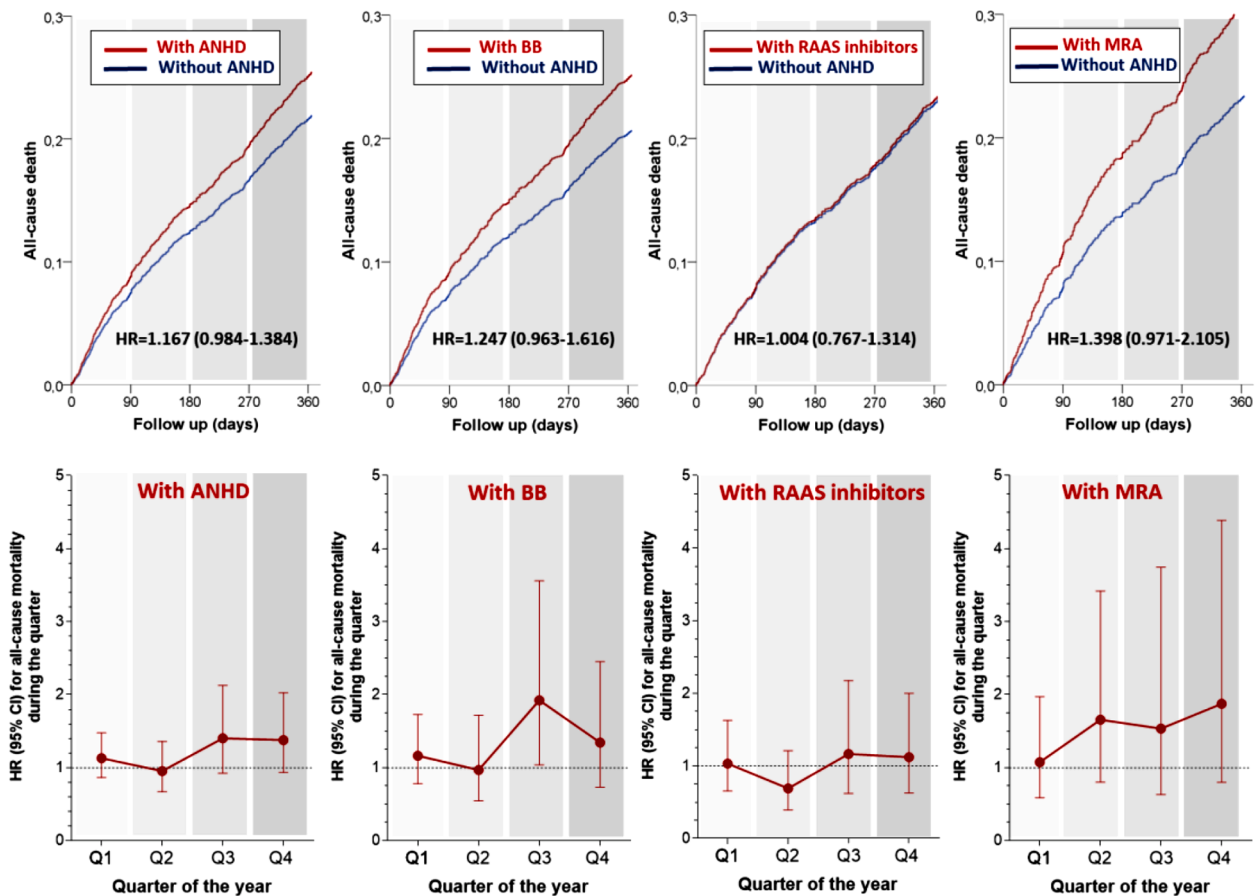 0,3
With ANHD
Without ANHD
0,2
0,1
0,0
All-cause death
HR=1.167 (0.984-1.384)
0 90 180 270 360
Follow up (days)
0,3
With BB
Without ANHD
0,2
0,1
0,0
All-cause death
HR=1.247 (0.963-1.616)
0 90 180 270 360
Follow up (days)
0,3
With RAAS inhibitors
Without ANHD
0,2
0,1
0,0
All-cause death
HR=1.004 (0.767-1.314)
0 90 180 270 360
Follow up (days)
0,3
With MRA
Without ANHD
0,2
0,1
0,0
All-cause death
HR=1.398 (0.971-2.105)
0 90 180 270 360
Follow up (days)
With ANHD
HR (95% CI) for all-cause mortality
during the quarter
5
4
3
2
1
0
Q1 Q2 Q3 Q4
Quarter of the year
With BB
HR (95% CI) for all-cause mortality
during the quarter
5
4
3
2
1
0
Q1 Q2 Q3 Q4
Quarter of the year
With RAAS inhibitors
HR (95% CI) for all-cause mortality
during the quarter
5
4
3
2
1
0
Q1 Q2 Q3 Q4
Quarter of the year
With MRA
HR (95% CI) for all-cause mortality
during the quarter
5
4
3
2
1
0
Q1 Q2 Q3 Q4
Quarter of the year